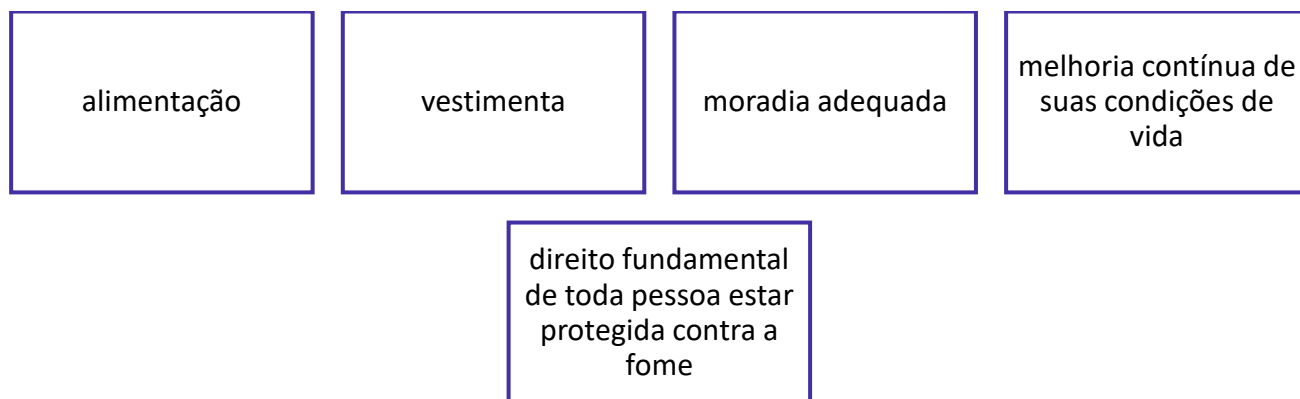 alimentação
vestimenta
moradia adequada
melhoria contínua de
suas condições de
vida
direito fundamental
de toda pessoa estar
protegida contra a
fome